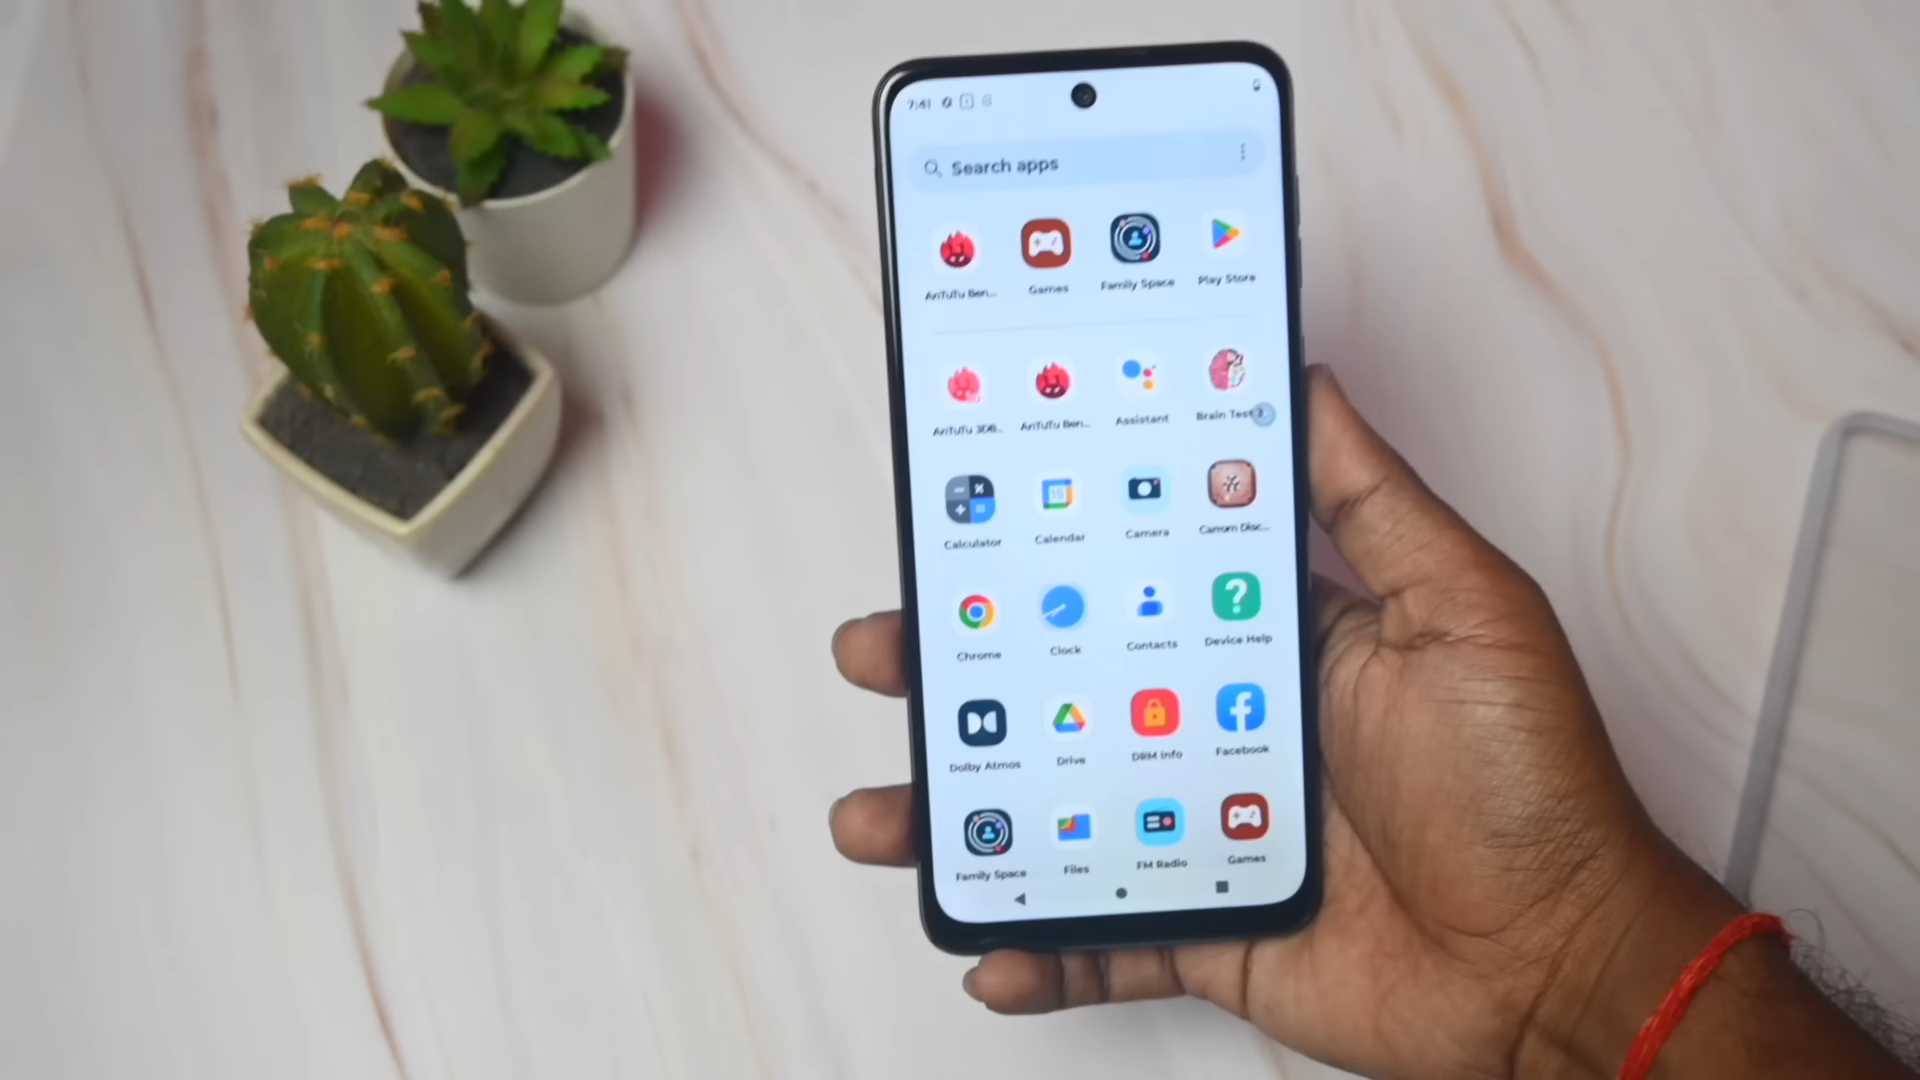 7:41
Search apps
AnTuTu Ben...
Games
Family Space
Play Store
AnTuTu 3DB...
AnTuTu Ben...
Assistant
Brain Test 2
Calculator
Calendar
Camera
Carrom Disc...
Chrome
Clock
Contacts
Device Help
Dolby Atmos
Drive
DRM Info
Facebook
Family Space
Files
FM Radio
Games